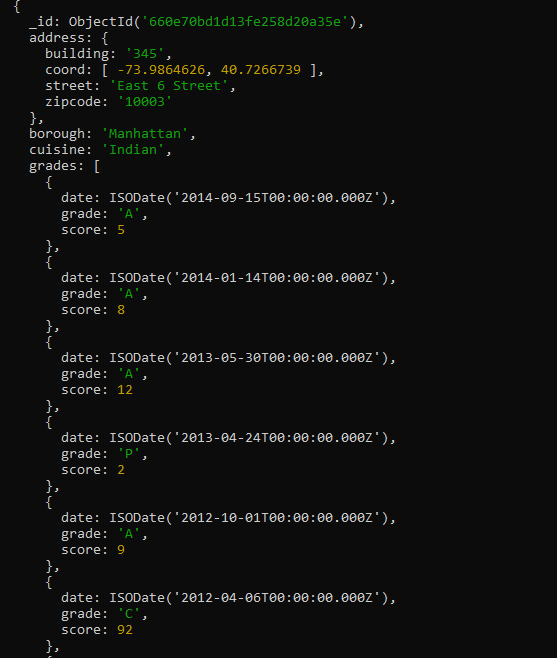 {
_id: ObjectId('660e70bd1d13fe258d20a35e'),
address: {
building: '345',
coord: [ -73.9864626, 40.7266739 ],
street: 'East 6 Street',
zipcode: '10003'
},
borough: 'Manhattan',
cuisine: 'Indian',
grades: [
{
date: ISODate('2014-09-15T00:00:00.000Z'),
grade: 'A',
score: 5
},
{
date: ISODate('2014-01-14T00:00:00.000Z'),
grade: 'A',
score: 8
},
{
date: ISODate('2013-05-30T00:00:00.000Z'),
grade: 'A',
score: 12
},
{
date: ISODate('2013-04-24T00:00:00.000Z'),
grade: 'P',
score: 2
},
{
date: ISODate('2012-10-01T00:00:00.000Z'),
grade: 'A',
score: 9
},
{
date: ISODate('2012-04-06T00:00:00.000Z'),
grade: 'C',
score: 92
},